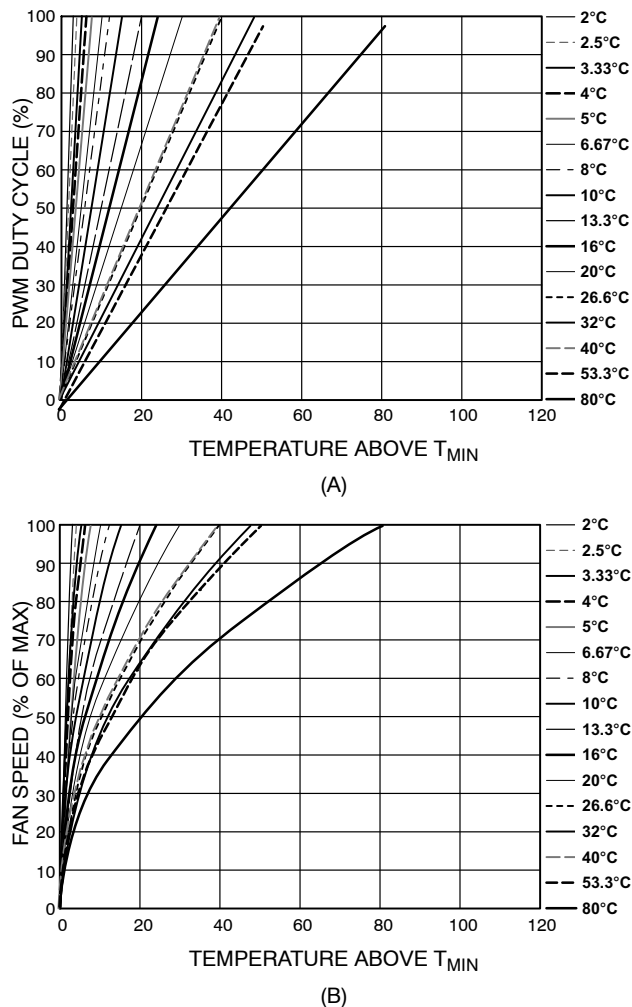 100
90
80
70
60
50
40
30
20
10
0
PWM DUTY CYCLE (%)
0 20 40 60 80 100 120
TEMPERATURE ABOVE TMIN
2°C
2.5°C
3.33°C
4°C
5°C
6.67°C
8°C
10°C
13.3°C
16°C
20°C
26.6°C
32°C
40°C
53.3°C
80°C
(A)
100
90
80
70
60
50
40
30
20
10
0
FAN SPEED (% OF MAX)
0 20 40 60 80 100 120
TEMPERATURE ABOVE TMIN
2°C
2.5°C
3.33°C
4°C
5°C
6.67°C
8°C
10°C
13.3°C
16°C
20°C
26.6°C
32°C
40°C
53.3°C
80°C
(B)